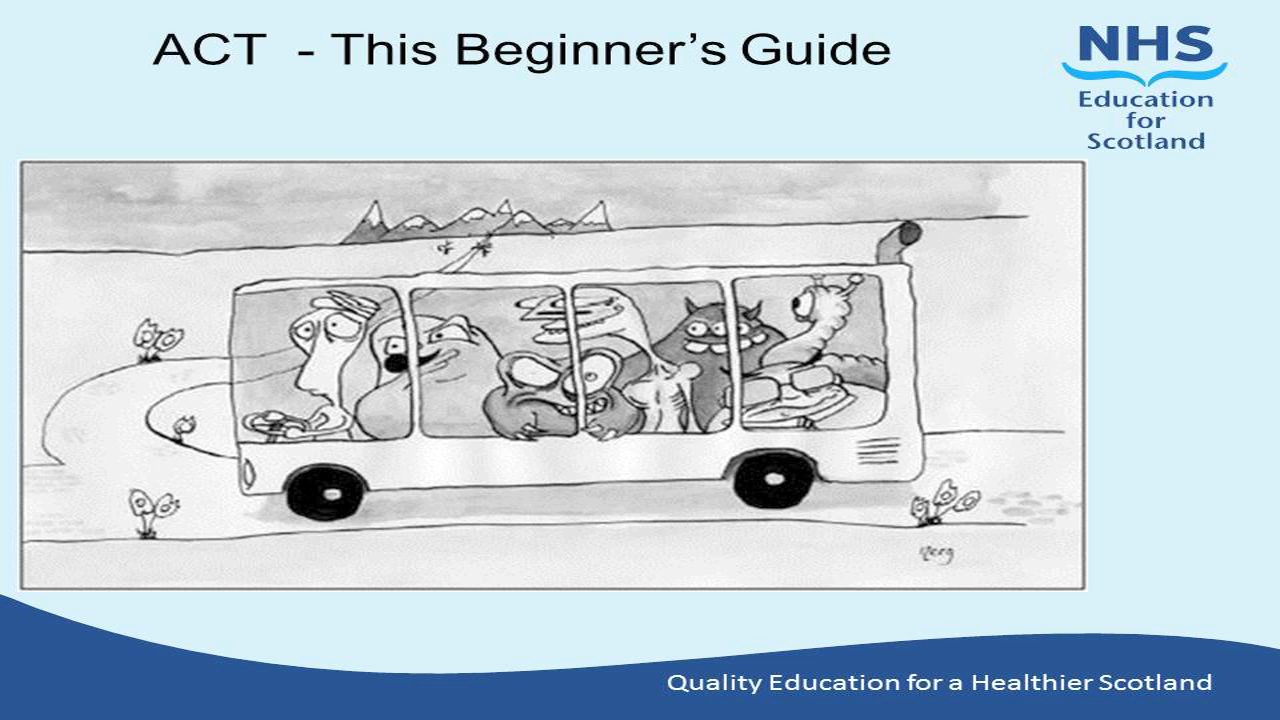 ACT  - This Beginner’s Guide
NHS
Education
for
Scotland
Quality Education for a Healthier Scotland